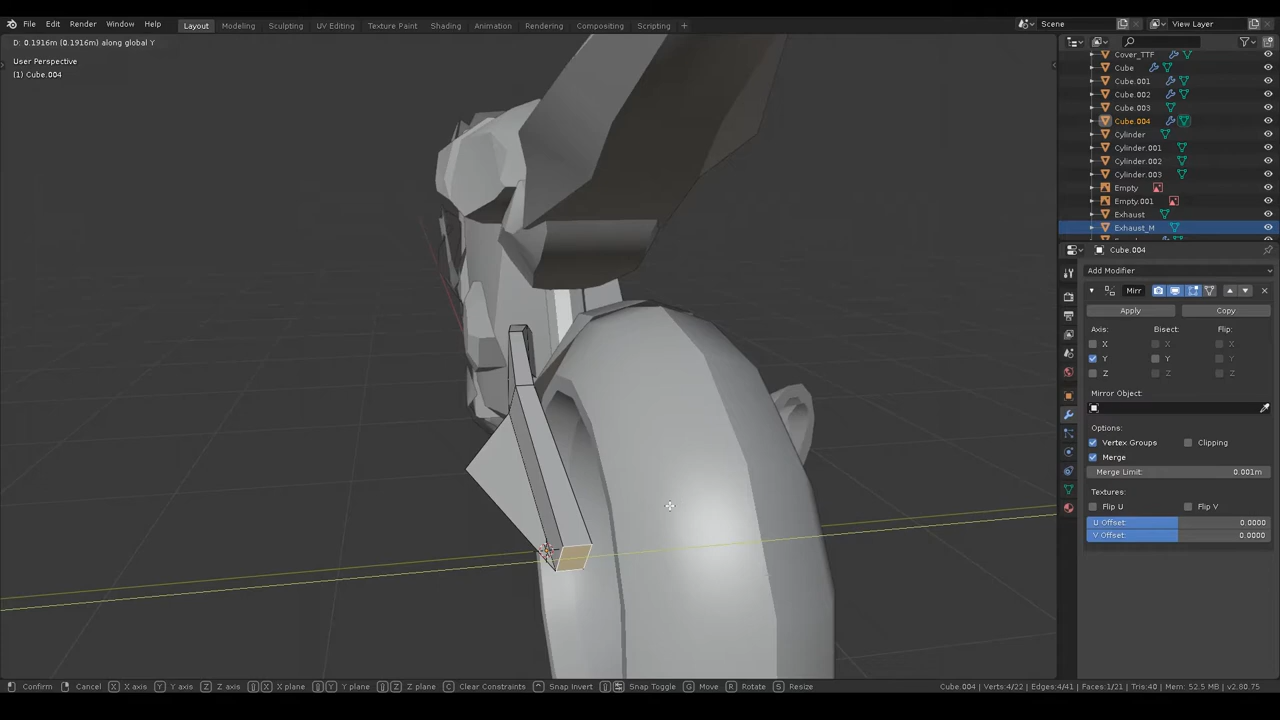 File Edit Render Window Help Layout Modeling Sculpting UV Editing Texture Paint Shading Animation Rendering Compositing Scripting + Scene View Layer
D: 0.1916m (0.1916m) along global Y
User Perspective
(1) Cube.004
Cover_TTF
Cube
Cube.001
Cube.002
Cube.003
Cube.004
Cylinder
Cylinder.001
Cylinder.002
Cylinder.003
Empty
Empty.001
Exhaust
Exhaust_M
Cube.004
Add Modifier
Mirr
Apply Copy
Axis: Bisect: Flip:
X X X
Y Y Y
Z Z Z
Mirror Object:
Options:
Vertex Groups Clipping
Merge
Merge Limit: 0.001m
Textures:
Flip U Flip V
U Offset: 0.0000
V Offset: 0.0000
Confirm Cancel X X axis Y Y axis Z Z axis X X plane Y Y plane Z Z plane C Clear Constraints Snap Invert Snap Toggle G Move R Rotate S Resize Cube.004 | Verts:4/22 | Edges:4/41 | Faces:1/21 | Tris:40 | Mem: 52.5 MB | v2.80.75